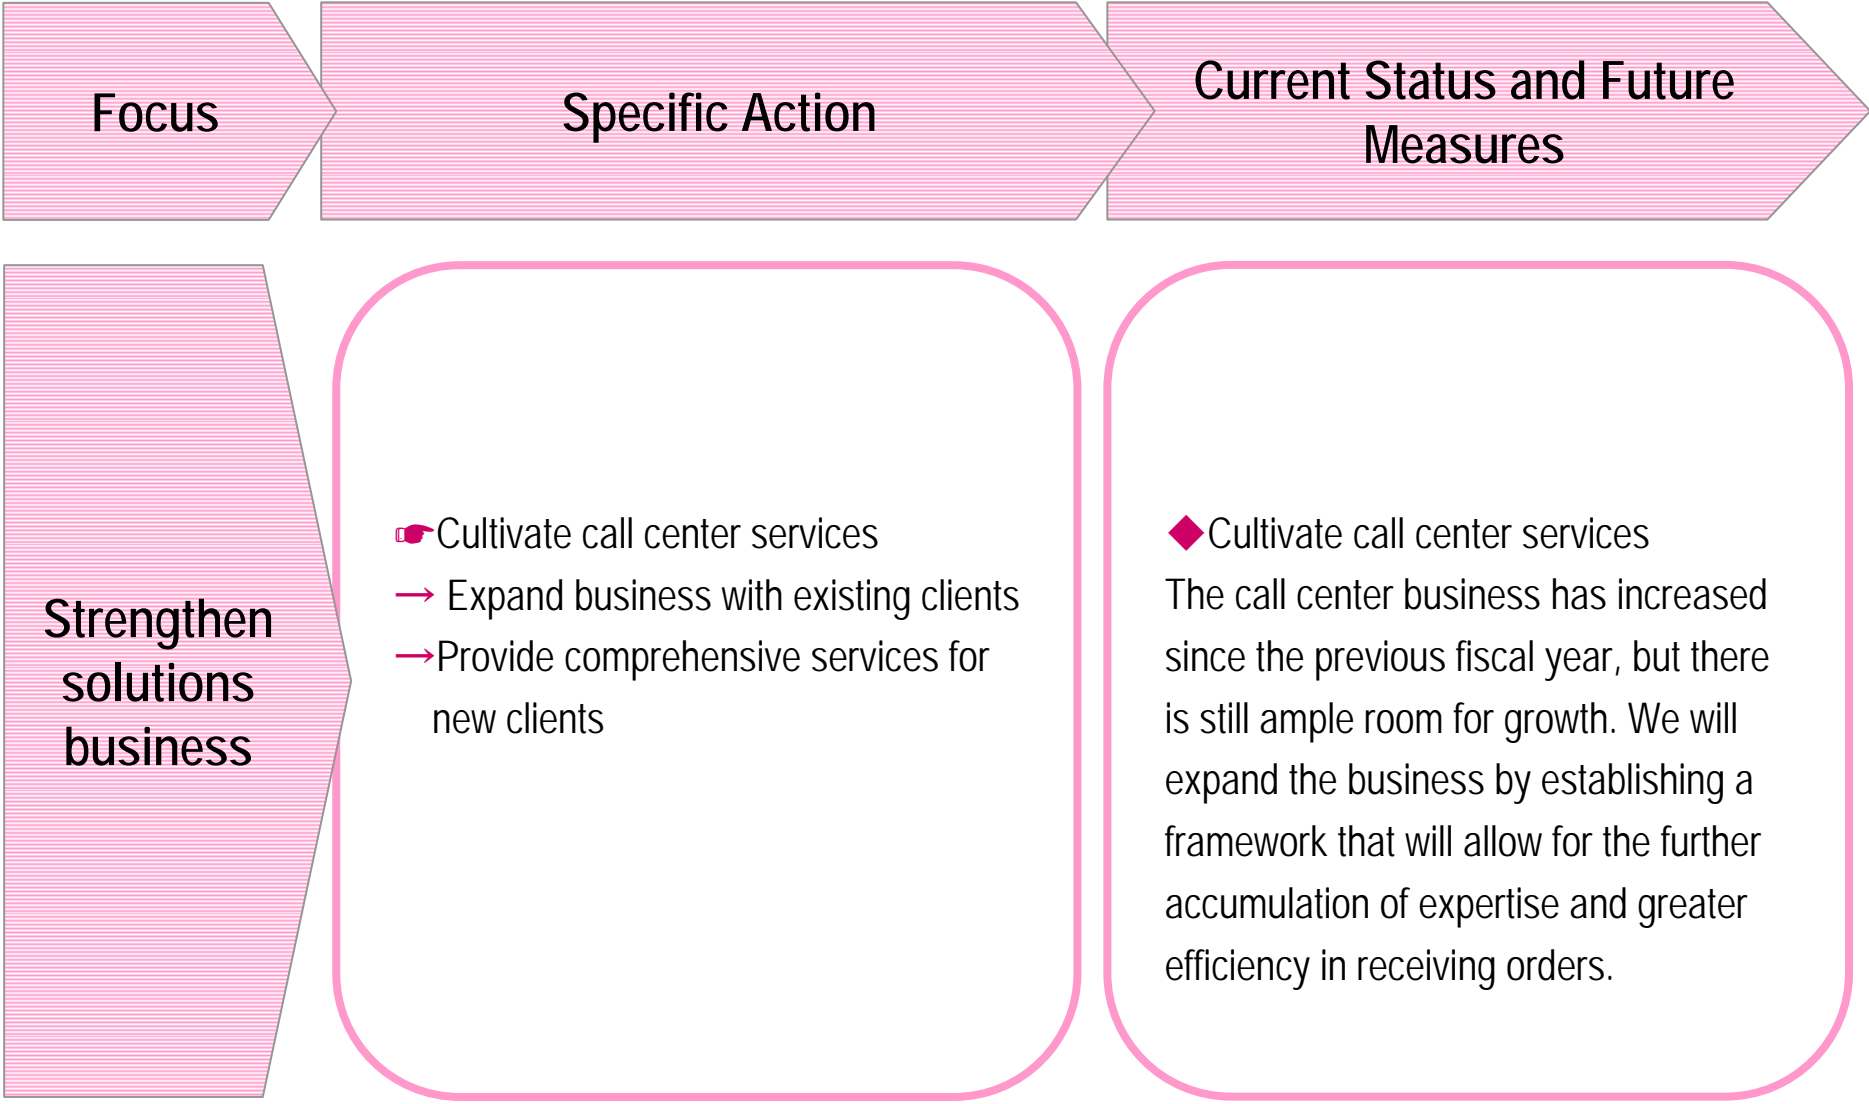 Focus
Specific Action
Current Status and Future
Measures
Strengthen
solutions
business
☛Cultivate call center services
→ Expand business with existing clients
→Provide comprehensive services for
new clients
◆Cultivate call center services
The call center business has increased
since the previous fiscal year, but there
is still ample room for growth. We will
expand the business by establishing a
framework that will allow for the further
accumulation of expertise and greater
efficiency in receiving orders.